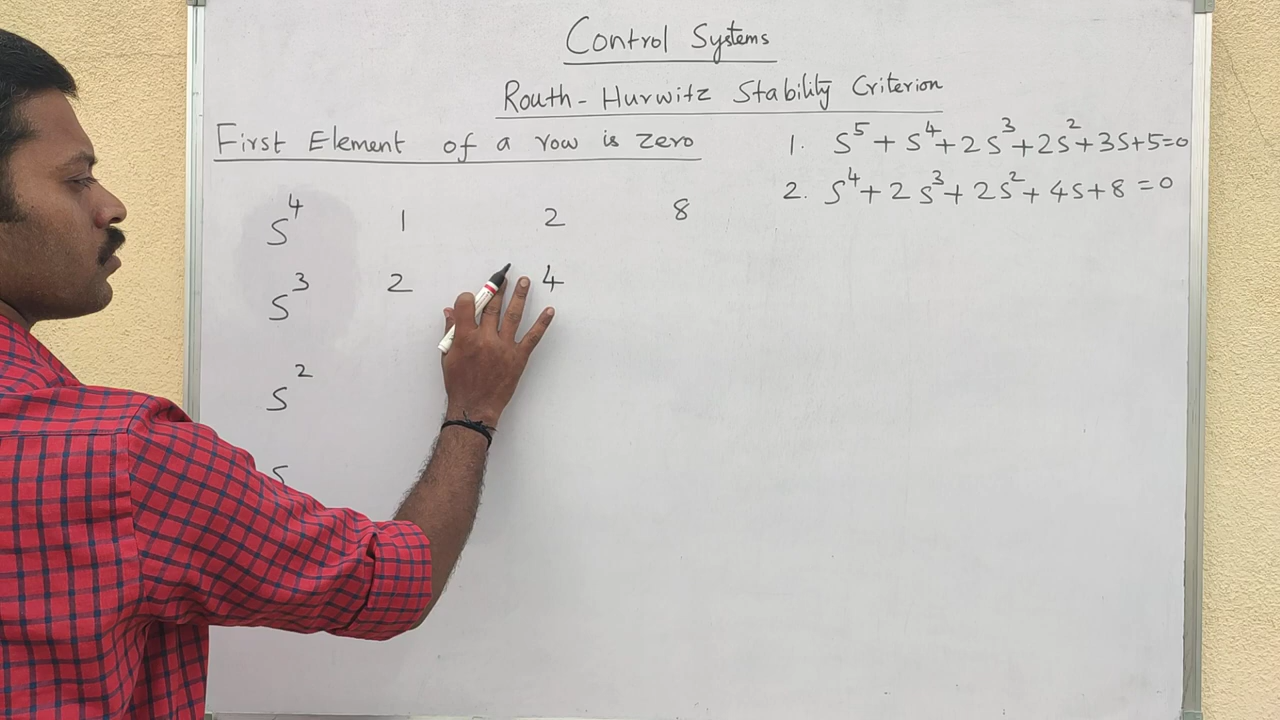 Control Systems
Routh-Hurwitz Stability Criterion
First Element of a row is zero
1. S⁵+S⁴+2S³+2S²+3S+5=0
2. S⁴+2S³+2S²+4S+8=0
S⁴ 1 2 8
S³ 2 4
S²
S